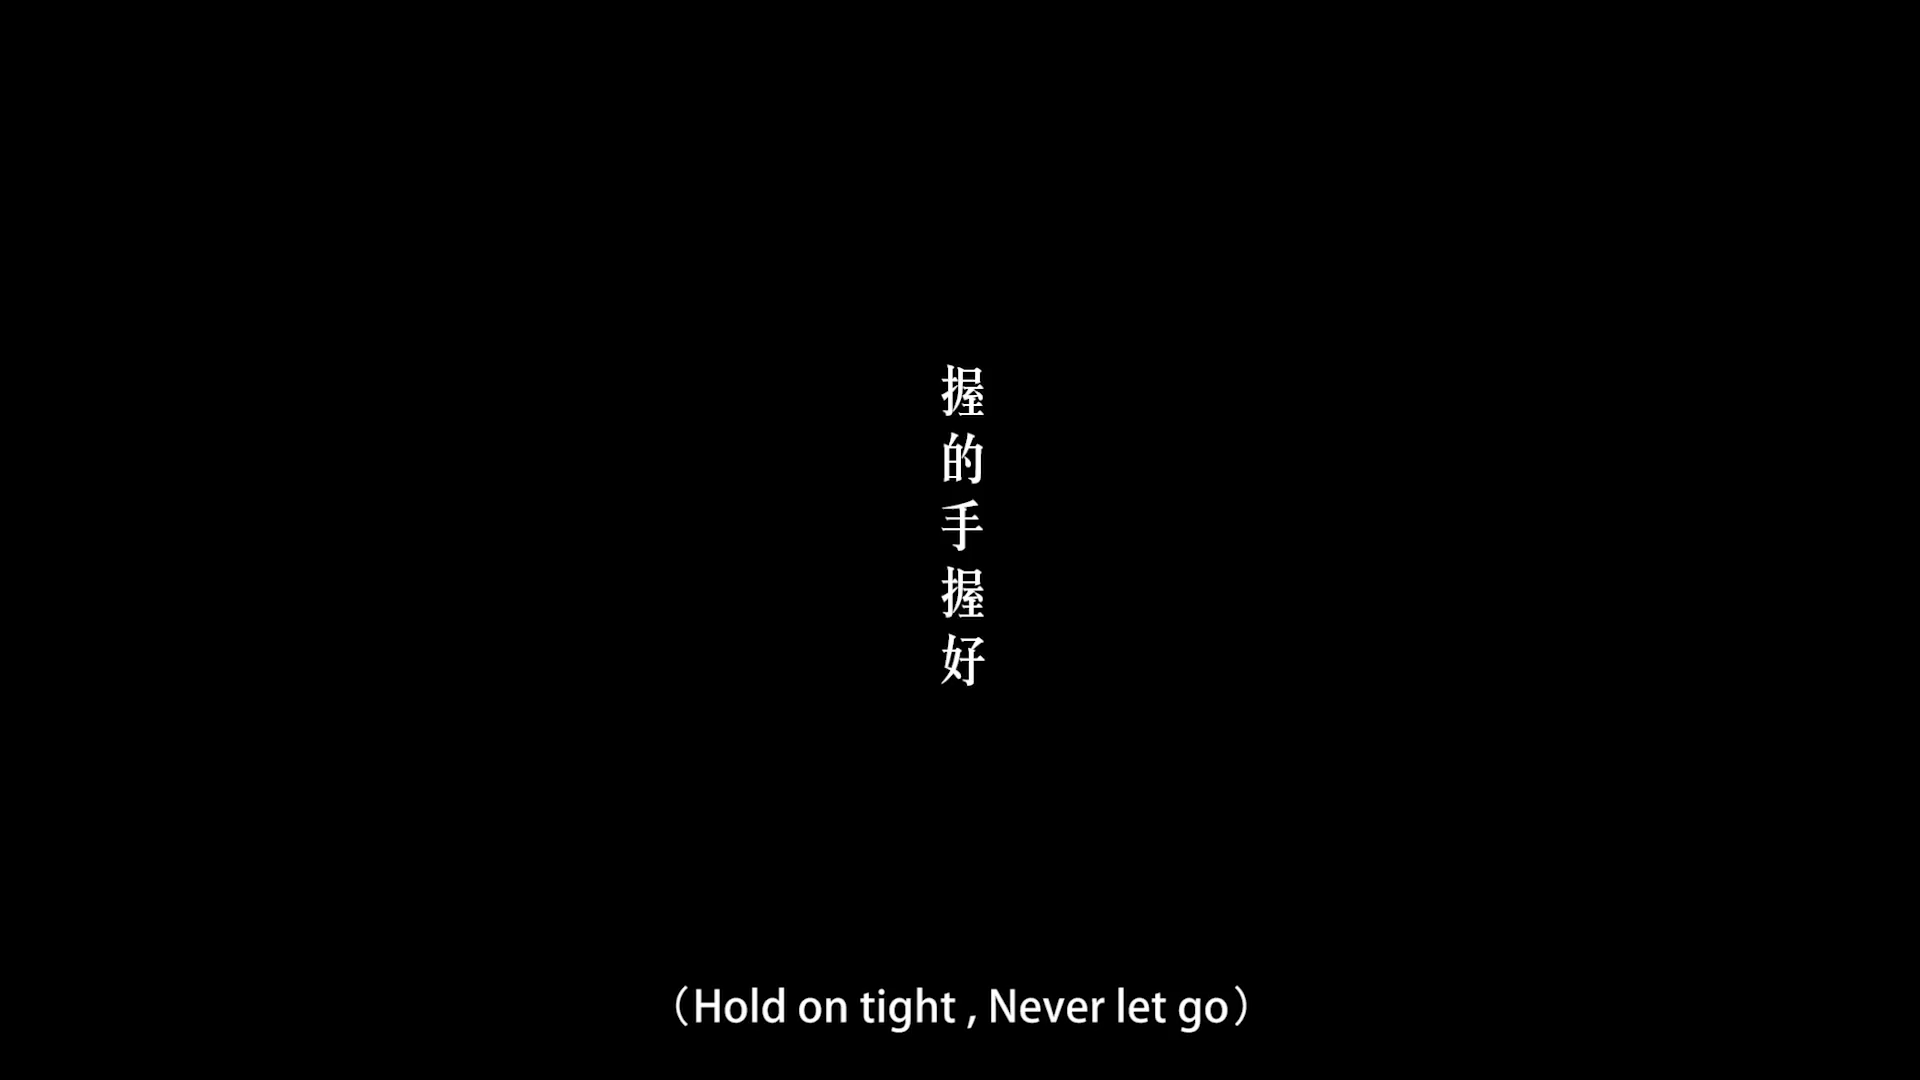 握的手握好
（Hold on tight , Never let go）